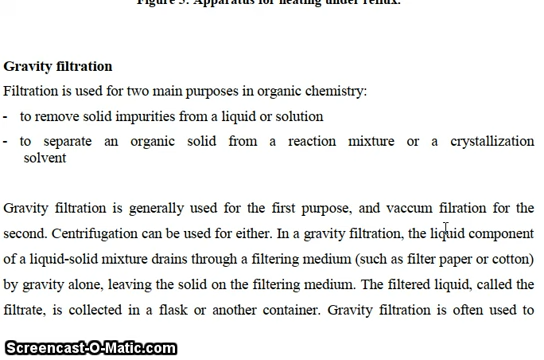 Figure 5. Apparatus for heating under reflux.
Gravity filtration
Filtration is used for two main purposes in organic chemistry:
- to remove solid impurities from a liquid or solution
- to separate an organic solid from a reaction mixture or a crystallization
solvent
Gravity filtration is generally used for the first purpose, and vaccum filration for the
second. Centrifugation can be used for either. In a gravity filtration, the liquid component
of a liquid-solid mixture drains through a filtering medium (such as filter paper or cotton)
by gravity alone, leaving the solid on the filtering medium. The filtered liquid, called the
filtrate, is collected in a flask or another container. Gravity filtration is often used to
Screencast-O-Matic.com